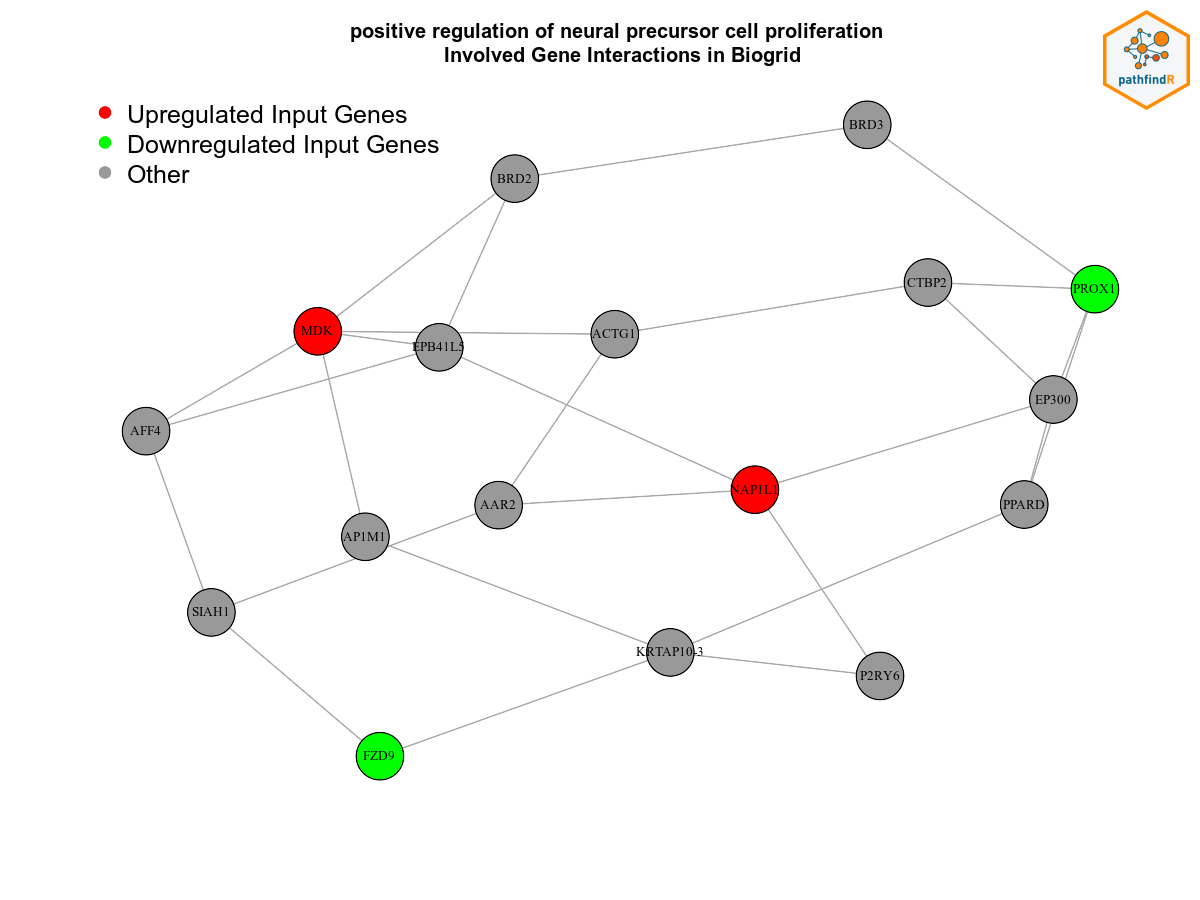 positive regulation of neural precursor cell proliferation
Involved Gene Interactions in Biogrid
pathfindR
Upregulated Input Genes
Downregulated Input Genes
Other
BRD3
BRD2
CTBP2
PROX1
MDK
ACTG1
EPB41L5
EP300
AFF4
NAP1L1
AAR2
PPARD
AP1M1
SIAH1
KRTAP10-3
P2RY6
FZD9